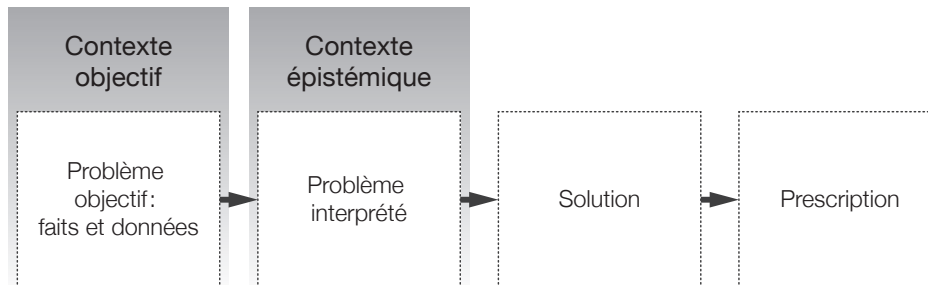 Contexte
objectif
Contexte
épistémique
Problème
objectif:
faits et données
Problème
interprété
Solution
Prescription